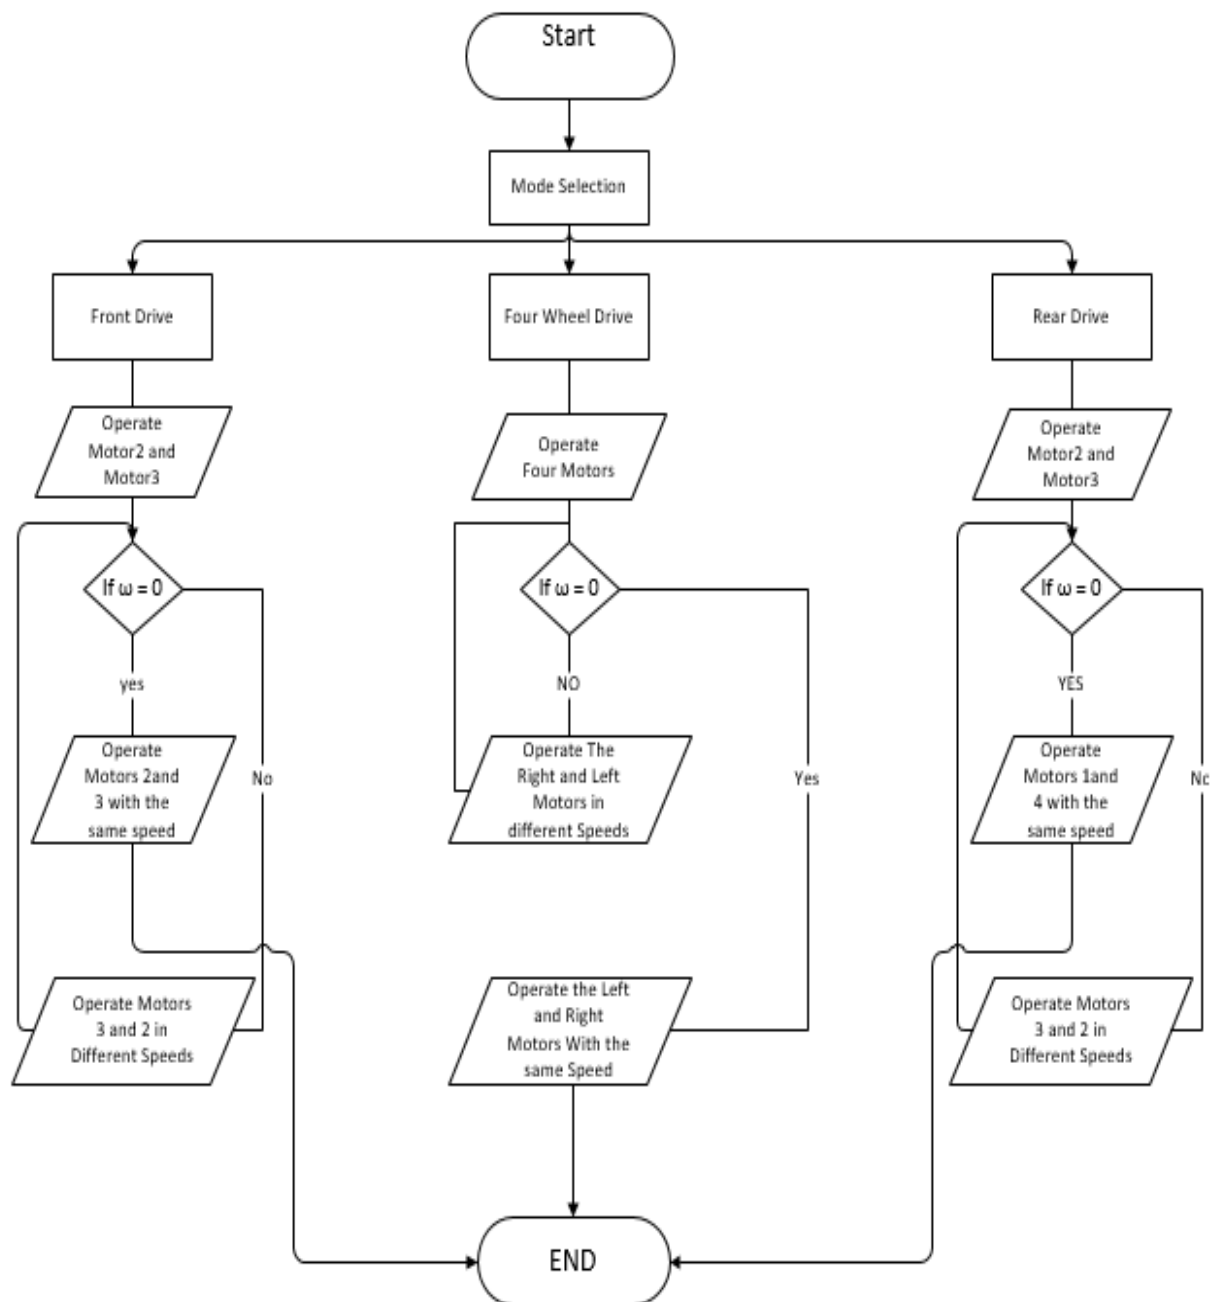 Start
Mode Selection
Front Drive
Four Wheel Drive
Rear Drive
Operate
Motor2 and
Motor3
Operate
Four Motors
Operate
Motor2 and
Motor3
If ω = 0
If ω = 0
If ω = 0
yes
NO
YES
Operate
Motors 2and
3 with the
same speed
No
Operate The
Right and Left
Motors in
different Speeds
Yes
Operate
Motors 1and
4 with the
same speed
Nc
Operate Motors
3 and 2 in
Different Speeds
Operate the Left
and Right
Motors With the
same Speed
Operate Motors
3 and 2 in
Different Speeds
END